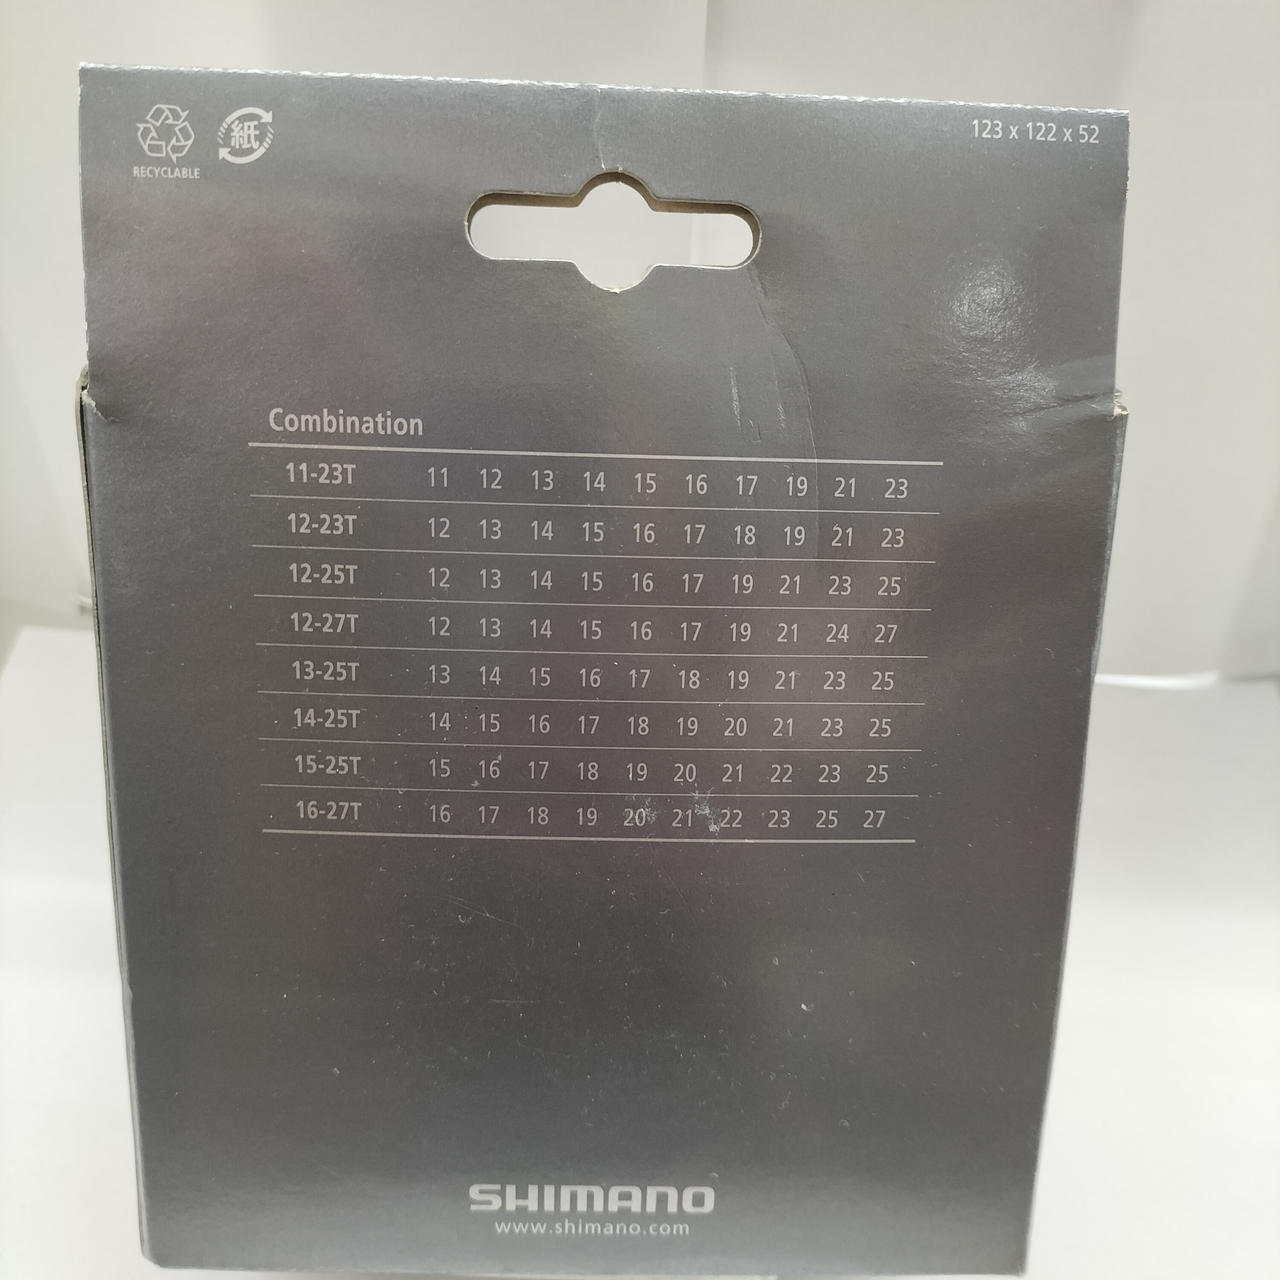 紙
RECYCLABLE
123 x 122 x 52
Combination
11-23T 11 12 13 14 15 16 17 19 21 23
12-23T 12 13 14 15 16 17 18 19 21 23
12-25T 12 13 14 15 16 17 19 21 23 25
12-27T 12 13 14 15 16 17 19 21 24 27
13-25T 13 14 15 16 17 18 19 21 23 25
14-25T 14 15 16 17 18 19 20 21 23 25
15-25T 15 16 17 18 19 20 21 22 23 25
16-27T 16 17 18 19 20 21 22 23 25 27
SHIMANO
www.shimano.com